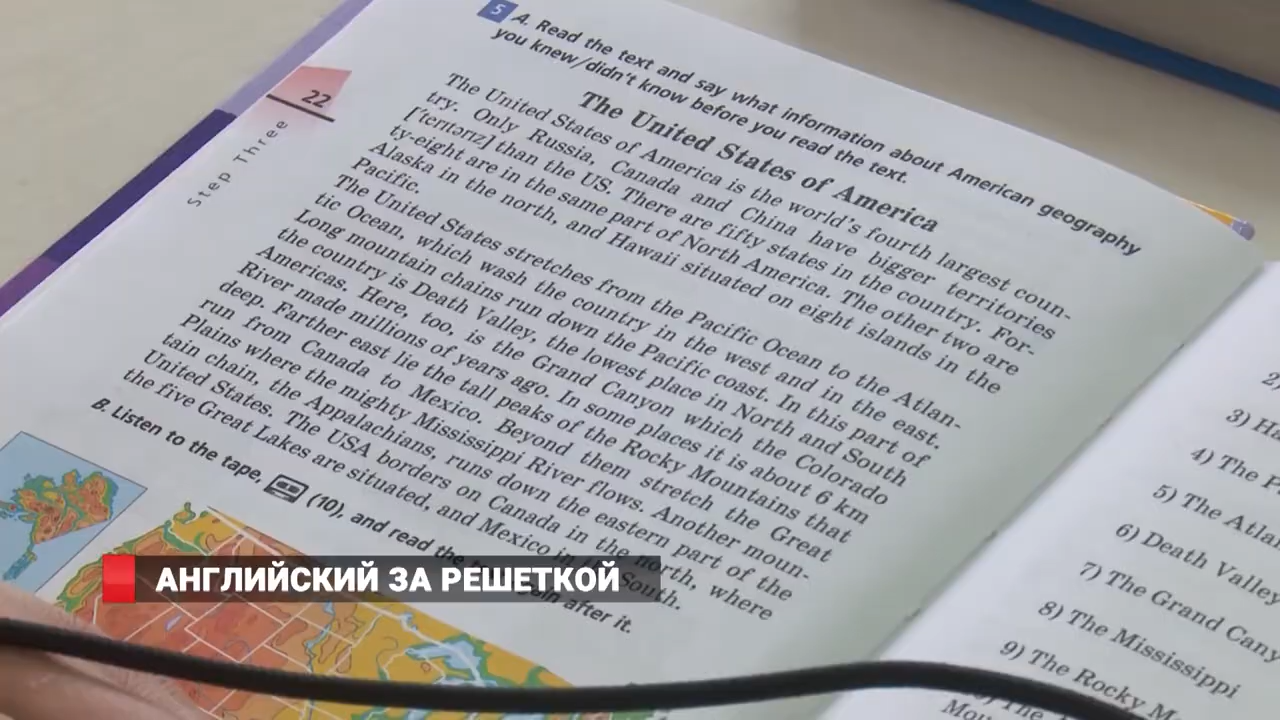 5 A. Read the text and say what information about American geography
you knew/didn't know before you read the text.
22
Step Three
The United States of America
The United States of America is the world's fourth largest coun-
try. Only Russia, Canada and China have bigger territories
['terıtərız] than the US. There are fifty states in the country. For-
ty-eight are in the same part of North America. The other two are
Alaska in the north, and Hawaii situated on eight islands in the
Pacific.
The United States stretches from the Pacific Ocean to the Atlan-
tic Ocean, which wash the country in the west and in the east.
Long mountain chains run down the Pacific coast. In this part of
the country is Death Valley, the lowest place in North and South
Americas. Here, too, is the Grand Canyon which the Colorado
River made millions of years ago. In some places it is about 6 km
deep. Farther east lie the tall peaks of the Rocky Mountains that
run from Canada to Mexico. Beyond them stretch the Great
Plains where the mighty Mississippi River flows. Another moun-
tain chain, the Appalachians, runs down the eastern part of the
United States. The USA borders on Canada in the north, where
the five Great Lakes are situated, and Mexico in the South.
B. Listen to the tape, (10), and read the after it.
3) H
4) The
5) The Atla
6) Death Valley
7) The Grand Cany
8) The Mississippi
9) The Rocky M
Mou
АНГЛИЙСКИЙ ЗА РЕШЕТКОЙ